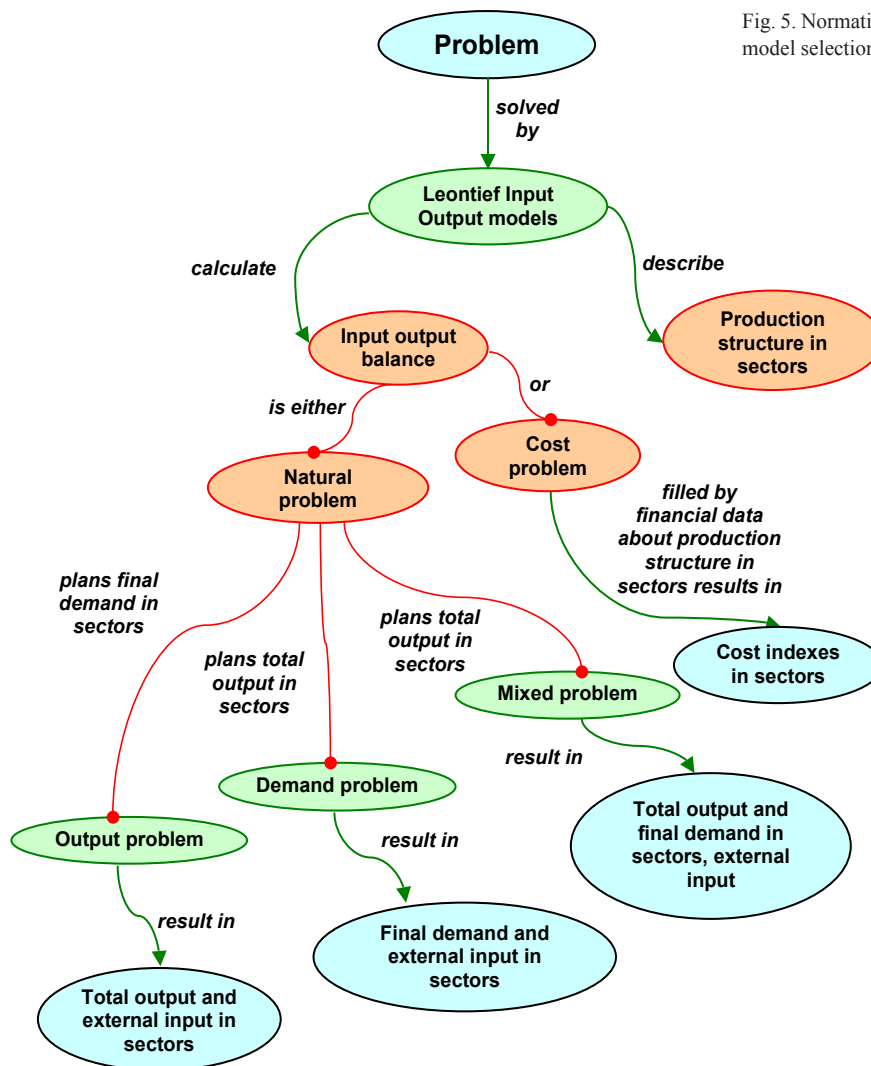 Problem
Fig. 5. Normati
model selection
solved
by
Leontief Input
Output models
calculate
describe
Production
structure in
sectors
Input output
balance
is either
or
Cost
problem
Natural
problem
filled by
financial data
about production
structure in
sectors results in
plans final
demand in
sectors
plans total
output in
sectors
plans total
output in
sectors
Cost indexes
in sectors
Mixed problem
result in
Demand problem
Total output and
final demand in
sectors, external
input
Output problem
result in
result in
Final demand and
external input in
sectors
Total output and
external input in
sectors